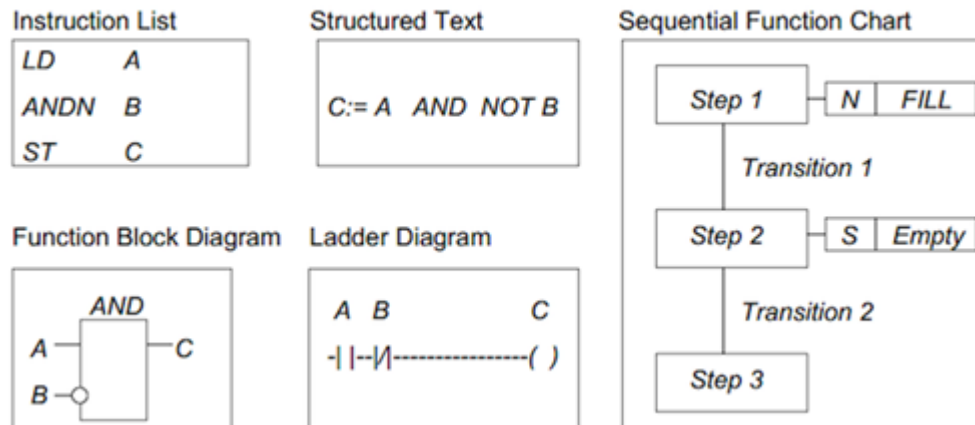 Instruction List
LD A
ANDN B
ST C
Structured Text
C:= A AND NOT B
Sequential Function Chart
Step 1 N FILL
Transition 1
Step 2 S Empty
Transition 2
Step 3
Function Block Diagram
AND
A C
B
Ladder Diagram
A B C
-| |--|/|----------------( )